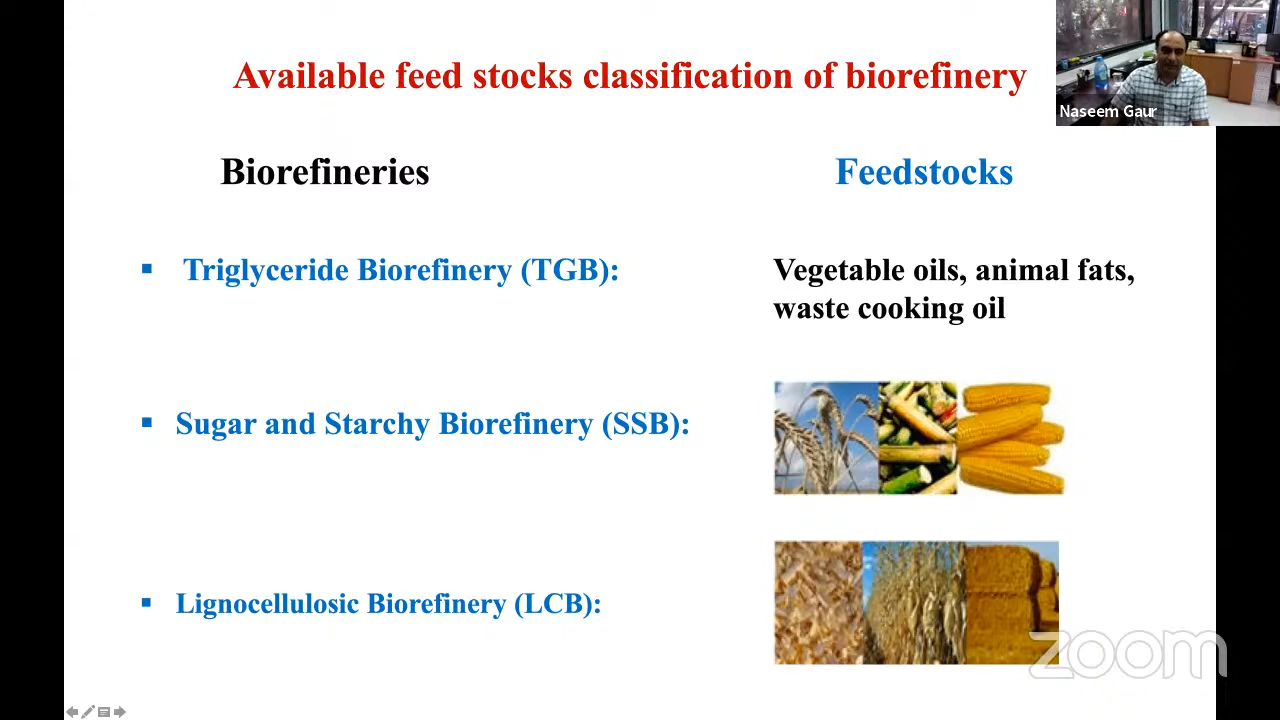 Available feed stocks classification of biorefinery
Naseem Gaur
Biorefineries
Feedstocks
▪ Triglyceride Biorefinery (TGB):
Vegetable oils, animal fats,
waste cooking oil
▪ Sugar and Starchy Biorefinery (SSB):
▪ Lignocellulosic Biorefinery (LCB):
zoom